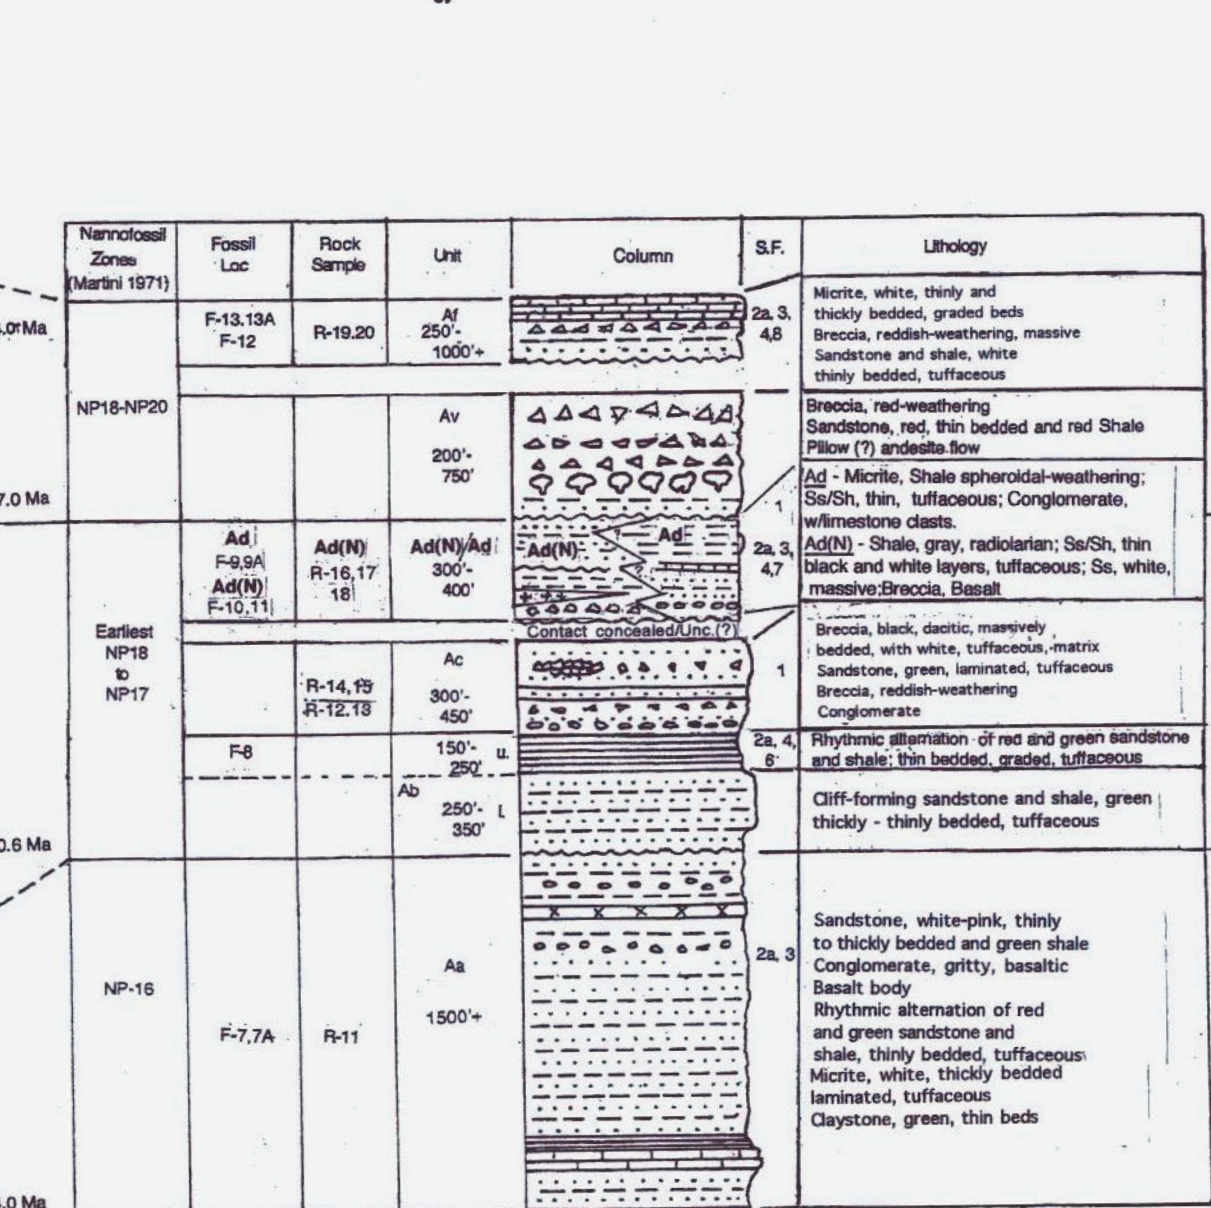 Nannofossil
Zones
(Martini 1971)
Fossil
Loc
Rock
Sample
Unit
Column
S.F.
Lithology
F-13.13A
F-12
R-19.20
Af
250'-
1000'+
2a, 3,
4,8
Micrite, white, thinly and
thickly bedded, graded beds
Breccia, reddish-weathering, massive
Sandstone and shale, white
thinly bedded, tuffaceous
NP18-NP20
Av
200'-
750'
Breccia, red-weathering
Sandstone, red, thin bedded and red Shale
Pillow (?) andesite flow
7.0 Ma
1
Ad - Micrite, Shale spheroidal-weathering;
Ss/Sh, thin, tuffaceous; Conglomerate,
w/limestone clasts.
Ad(N) - Shale, gray, radiolarian; Ss/Sh, thin
black and white layers, tuffaceous; Ss, white,
massive;Breccia, Basalt
Ad
F-9,9A
Ad(N)
F-10,11
Ad(N)
R-16,17
18
Ad(N)/Ad
300'-
400'
Ad(N)
?
Ad
?
2a, 3,
4,7
Contact concealed/Unc.(?)
Earliest
NP18
to
NP17
R-14,15
R-12.13
Ac
300'-
450'
1
Breccia, black, dacitic, massively
bedded, with white, tuffaceous, matrix
Sandstone, green, laminated, tuffaceous
Breccia, reddish-weathering
Conglomerate
F-8
150'- u.
250'
2a, 4,
6
Rhythmic alternation of red and green sandstone
and shale; thin bedded, graded, tuffaceous
Ab
250'- l.
350'
Cliff-forming sandstone and shale, green
thickly - thinly bedded, tuffaceous
0.6 Ma
NP-16
F-7,7A
R-11
Aa
1500'+
2a, 3
Sandstone, white-pink, thinly
to thickly bedded and green shale
Conglomerate, gritty, basaltic
Basalt body
Rhythmic alternation of red
and green sandstone and
shale, thinly bedded, tuffaceous
Micrite, white, thickly bedded
laminated, tuffaceous
Claystone, green, thin beds
.0 Ma